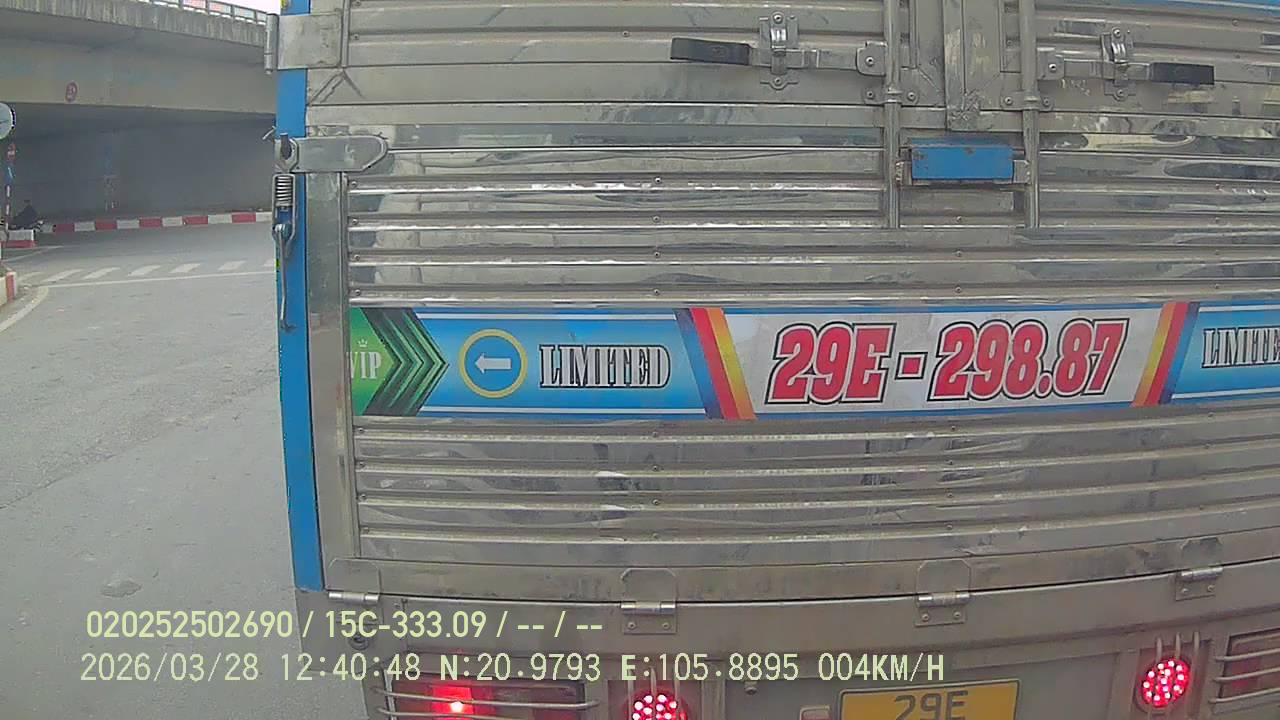 VIP
LIMITED
29E-298.87
LIMITE
020252502690 / 15C-333.09 / -- / --
2026/03/28 12:40:48 N:20.9793 E:105.8895 004KM/H
29E